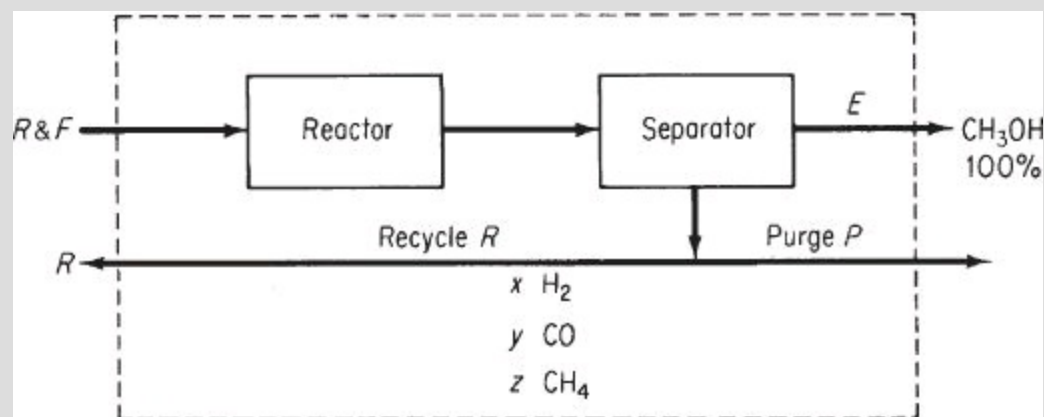 R & F
Reactor
Separator
E
CH₃OH
100%
Recycle R
Purge P
R
x H₂
y CO
z CH₄